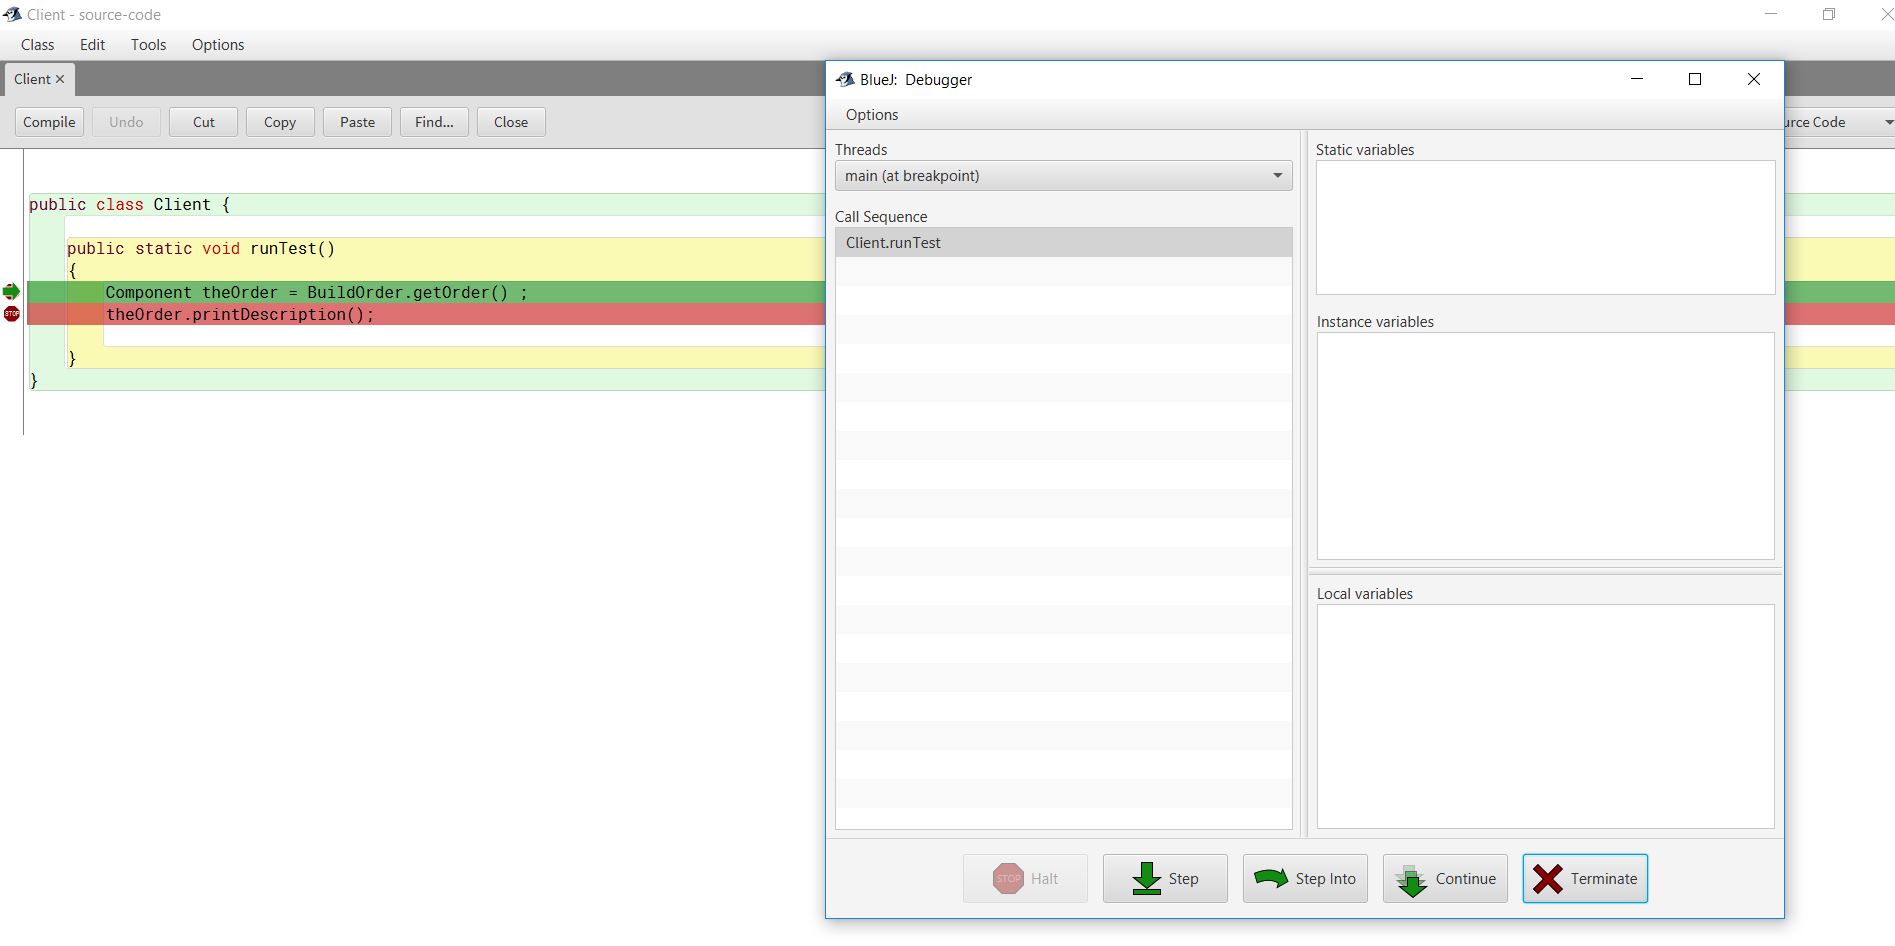 Client - source-code
Class Edit Tools Options
Client ×
Compile Undo Cut Copy Paste Find... Close
urce Code
public class Client {
public static void runTest()
{
Component theOrder = BuildOrder.getOrder() ;
STOP theOrder.printDescription();
}
}
BlueJ: Debugger
Options
Threads
main (at breakpoint)
Call Sequence
Client.runTest
Static variables
Instance variables
Local variables
STOP Halt Step Step Into Continue Terminate